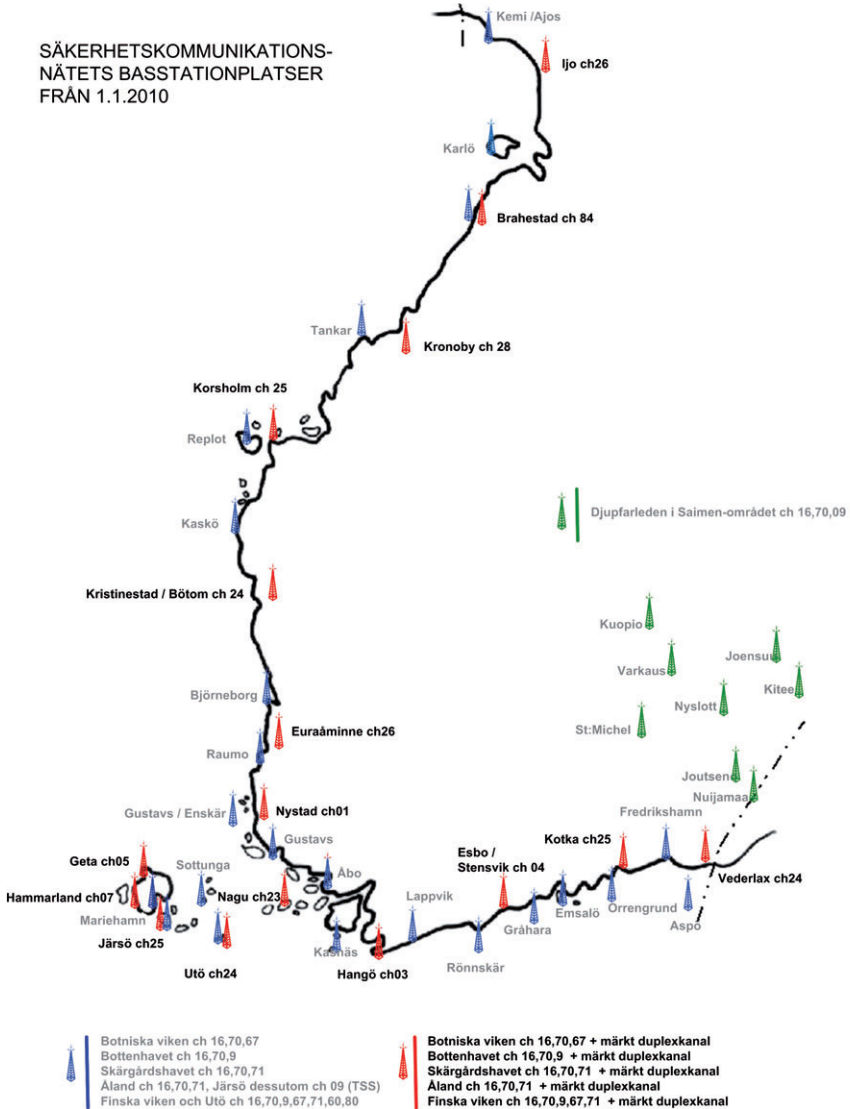 SÄKERHETSKOMMUNIKATIONS-
NÄTETS BASSTATIONPLATSER
FRÅN 1.1.2010
Kemi /Ajos
Ijo ch26
Karlö
Brahestad ch 84
Tankar
Kronoby ch 28
Korsholm ch 25
Replot
Kaskö
Djupfarleden i Saimen-området ch 16,70,09
Kristinestad / Bötom ch 24
Kuopio
Joensuu
Varkaus
Kitee
Nyslott
Björneborg
St:Michel
Euraåminne ch26
Raumo
Joutseno
Nuijamaa
Gustavs / Enskär
Nystad ch01
Fredrikshamn
Gustavs
Kotka ch25
Geta ch05
Sottunga
Åbo
Esbo /
Stensvik ch 04
Vederlax ch24
Hammarland ch07
Nagu ch23
Lappvik
Emsalö
Orrengrund
Mariehamn
Gråhara
Aspö
Järsö ch25
Utö ch24
Kasnäs
Hangö ch03
Rönnskär
Botniska viken ch 16,70,67
Bottenhavet ch 16,70,9
Skärgårdshavet ch 16,70,71
Åland ch 16,70,71, Järsö dessutom ch 09 (TSS)
Finska viken och Utö ch 16,70,9,67,71,60,80
Botniska viken ch 16,70,67 + märkt duplexkanal
Bottenhavet ch 16,70,9 + märkt duplexkanal
Skärgårdshavet ch 16,70,71 + märkt duplexkanal
Åland ch 16,70,71 + märkt duplexkanal
Finska viken ch 16,70,9,67,71 + märkt duplexkanal